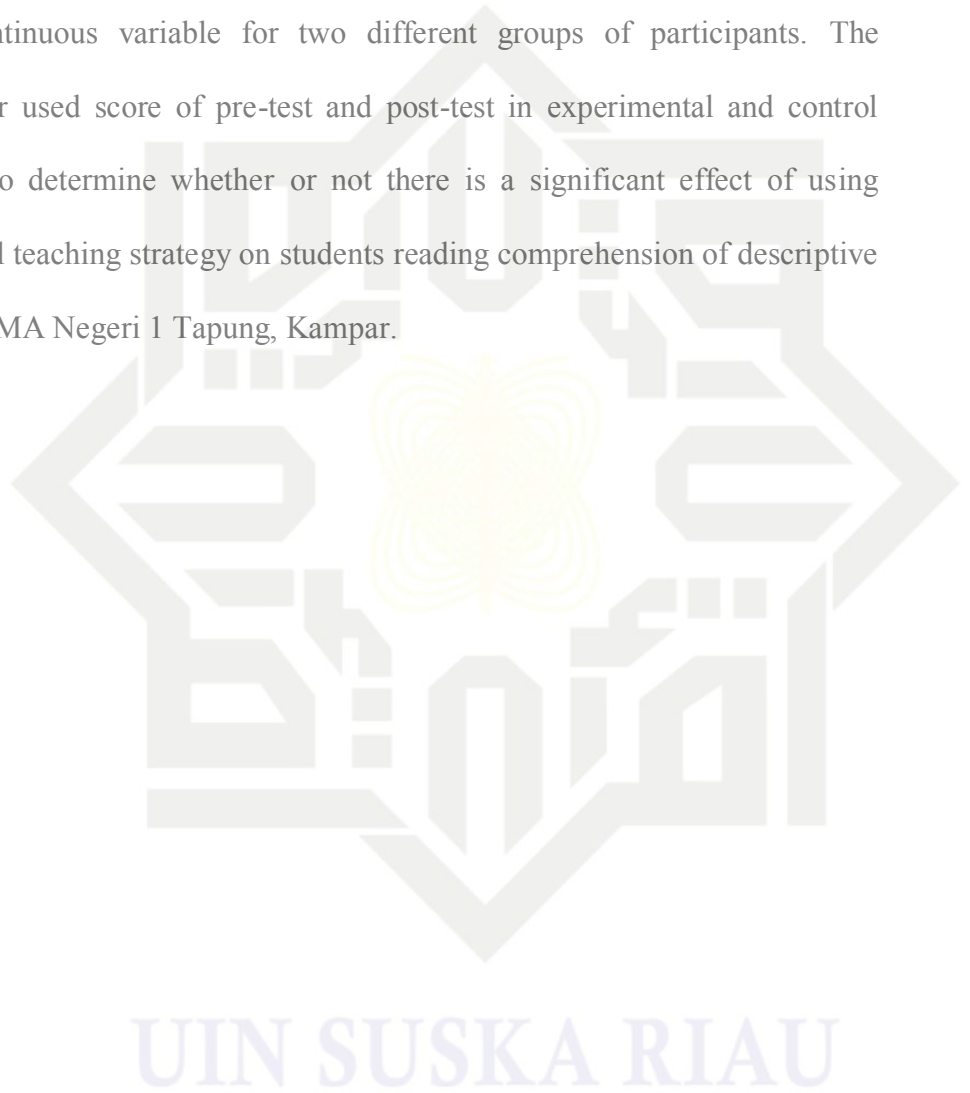 ntinuous variable for two different groups of participants. The
r used score of pre-test and post-test in experimental and control
o determine whether or not there is a significant effect of using
l teaching strategy on students reading comprehension of descriptive
MA Negeri 1 Tapung, Kampar.
UIN SUSKA RIAU